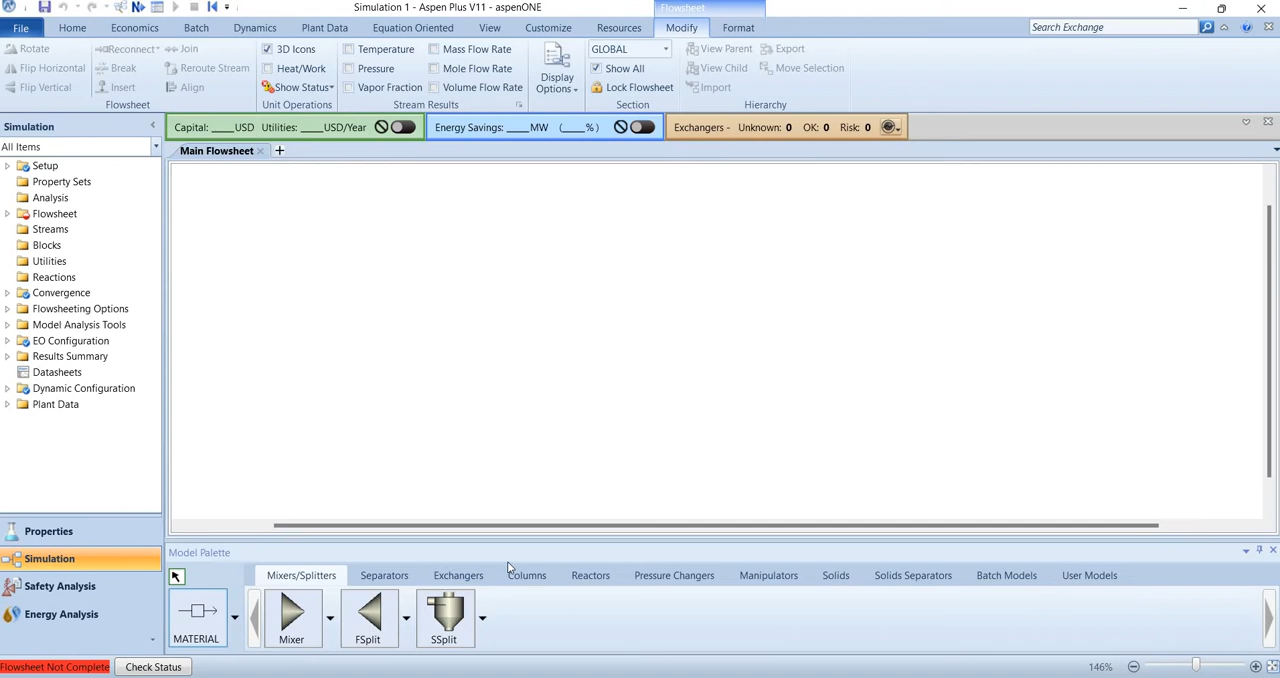 Simulation 1 - Aspen Plus V11 - aspenONE
Flowsheet
File Home Economics Batch Dynamics Plant Data Equation Oriented View Customize Resources Modify Format Search Exchange
Rotate Reconnect Join 3D Icons Temperature Mass Flow Rate GLOBAL View Parent Export
Flip Horizontal Break Reroute Stream Heat/Work Pressure Mole Flow Rate Display Options Show All View Child Move Selection
Flip Vertical Insert Align Show Status Vapor Fraction Volume Flow Rate Lock Flowsheet Import
Flowsheet Unit Operations Stream Results Section Hierarchy
Simulation
All Items
Capital: ____USD Utilities: ____USD/Year Energy Savings: ____MW (____%) Exchangers - Unknown: 0 OK: 0 Risk: 0
Main Flowsheet
Setup
Property Sets
Analysis
Flowsheet
Streams
Blocks
Utilities
Reactions
Convergence
Flowsheeting Options
Model Analysis Tools
EO Configuration
Results Summary
Datasheets
Dynamic Configuration
Plant Data
Properties
Simulation
Safety Analysis
Energy Analysis
Model Palette
Mixers/Splitters Separators Exchangers Columns Reactors Pressure Changers Manipulators Solids Solids Separators Batch Models User Models
MATERIAL Mixer FSplit SSplit
Flowsheet Not Complete Check Status 146%